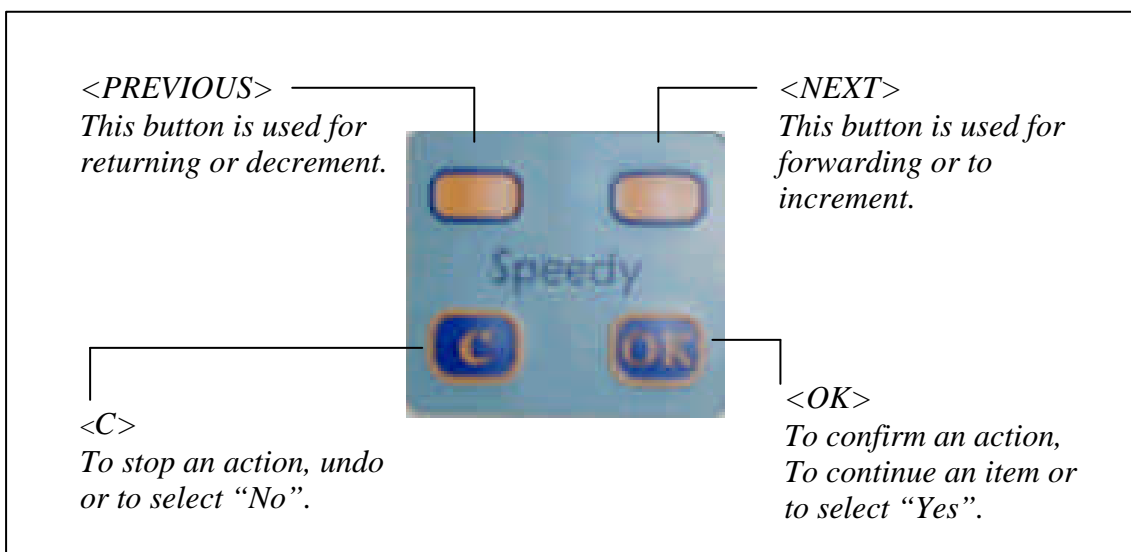 <PREVIOUS>
This button is used for
returning or decrement.
<NEXT>
This button is used for
forwarding or to
increment.
Speedy
C
OK
<C>
To stop an action, undo
or to select “No”.
<OK>
To confirm an action,
To continue an item or
to select “Yes”.